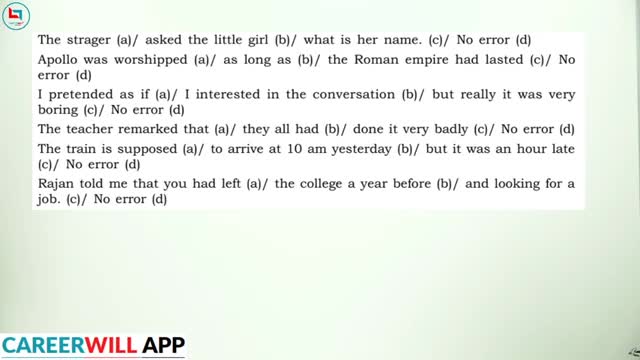 The strager (a)/ asked the little girl (b)/ what is her name. (c)/ No error (d)
Apollo was worshipped (a)/ as long as (b)/ the Roman empire had lasted (c)/ No
error (d)
I pretended as if (a)/ I interested in the conversation (b)/ but really it was very
boring (c)/ No error (d)
The teacher remarked that (a)/ they all had (b)/ done it very badly (c)/ No error (d)
The train is supposed (a)/ to arrive at 10 am yesterday (b)/ but it was an hour late
(c)/ No error (d)
Rajan told me that you had left (a)/ the college a year before (b)/ and looking for a
job. (c)/ No error (d)
CAREERWILL APP